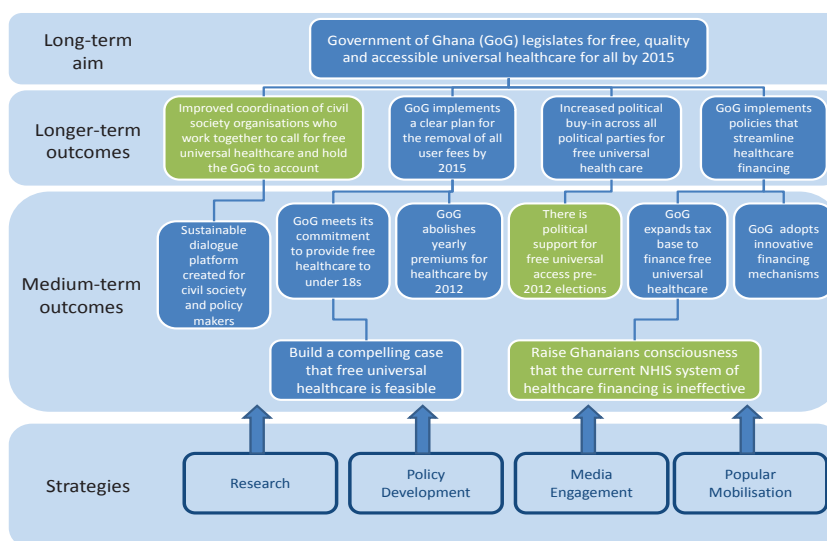 Long-term
aim
Government of Ghana (GoG) legislates for free, quality
and accessible universal healthcare for all by 2015
Longer-term
outcomes
Improved coordination of civil
society organisations who
work together to call for free
universal healthcare and hold
the GoG to account
GoG implements
a clear plan for
the removal of all
user fees by
2015
Increased political
buy-in across all
political parties for
free universal
health care
GoG implements
policies that
streamline
healthcare
financing
Medium-term
outcomes
Sustainable
dialogue
platform
created for
civil society
and policy
makers
GoG meets its
commitment
to provide free
healthcare to
under 18s
GoG
abolishes
yearly
premiums for
healthcare by
2012
There is
political
support for
free universal
access pre-
2012 elections
GoG
expands tax
base to
finance free
universal
healthcare
GoG adopts
innovative
financing
mechanisms
Build a compelling case
that free universal
healthcare is feasible
Raise Ghanaians consciousness
that the current NHIS system of
healthcare financing is ineffective
Strategies
Research
Policy
Development
Media
Engagement
Popular
Mobilisation